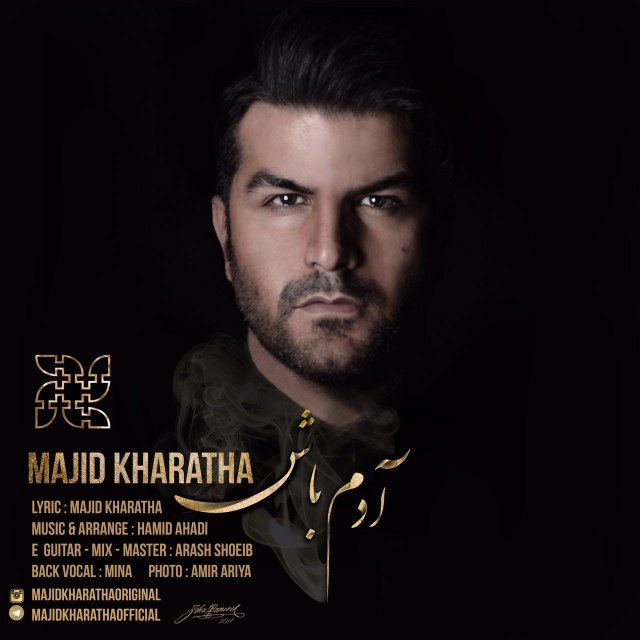 MAJID KHARATHA
آدم باش
LYRIC : MAJID KHARATHA
MUSIC & ARRANGE : HAMID AHADI
E GUITAR - MIX - MASTER : ARASH SHOEIB
BACK VOCAL : MINA PHOTO : AMIR ARIYA
MAJIDKHARATHAORIGINAL
MAJIDKHARATHAOFFICIAL